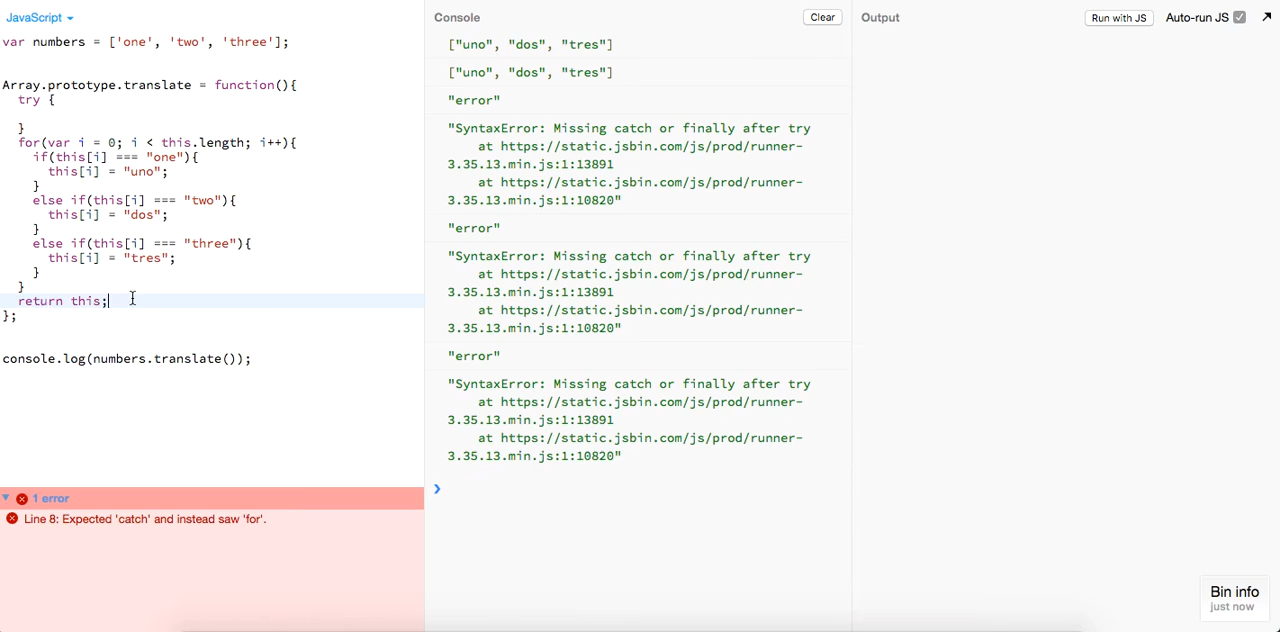 JavaScript
var numbers = ['one', 'two', 'three'];
Array.prototype.translate = function(){
  try {
  }
  for(var i = 0; i < this.length; i++){
    if(this[i] === "one"){
      this[i] = "uno";
    }
    else if(this[i] === "two"){
      this[i] = "dos";
    }
    else if(this[i] === "three"){
      this[i] = "tres";
    }
  }
  return this;
};
console.log(numbers.translate());
1 error
Line 8: Expected 'catch' and instead saw 'for'.
Console
Clear
["uno", "dos", "tres"]
["uno", "dos", "tres"]
"error"
"SyntaxError: Missing catch or finally after try
    at https://static.jsbin.com/js/prod/runner-
3.35.13.min.js:1:13891
    at https://static.jsbin.com/js/prod/runner-
3.35.13.min.js:1:10820"
"error"
"SyntaxError: Missing catch or finally after try
    at https://static.jsbin.com/js/prod/runner-
3.35.13.min.js:1:13891
    at https://static.jsbin.com/js/prod/runner-
3.35.13.min.js:1:10820"
"error"
"SyntaxError: Missing catch or finally after try
    at https://static.jsbin.com/js/prod/runner-
3.35.13.min.js:1:13891
    at https://static.jsbin.com/js/prod/runner-
3.35.13.min.js:1:10820"
Output
Run with JS
Auto-run JS
Bin info
just now